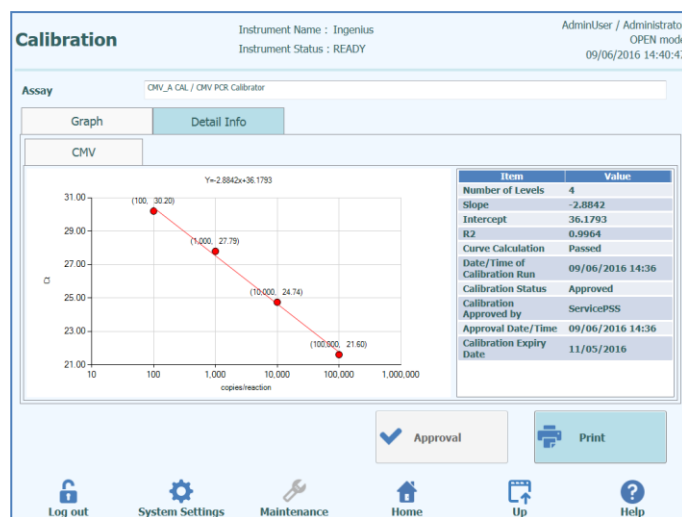 Calibration
Instrument Name : Ingenius
Instrument Status : READY
AdminUser / Administrato
OPEN mode
09/06/2016 14:40:47
Assay
CMV_A CAL / CMV PCR Calibrator
Graph
Detail Info
CMV
Y=-2.8842x+36.1793
31.00
29.00
27.00
25.00
23.00
21.00
Ct
(100, 30.20)
(1,000, 27.79)
(10,000, 24.74)
(100,000, 21.60)
10
100
1,000
10,000
100,000
1,000,000
copies/reaction
Item Value
Number of Levels 4
Slope -2.8842
Intercept 36.1793
R2 0.9964
Curve Calculation Passed
Date/Time of
Calibration Run 09/06/2016 14:36
Calibration Status Approved
Calibration
Approved by ServicePSS
Approval Date/Time 09/06/2016 14:36
Calibration Expiry
Date 11/05/2016
Approval
Print
Log out
System Settings
Maintenance
Home
Up
Help